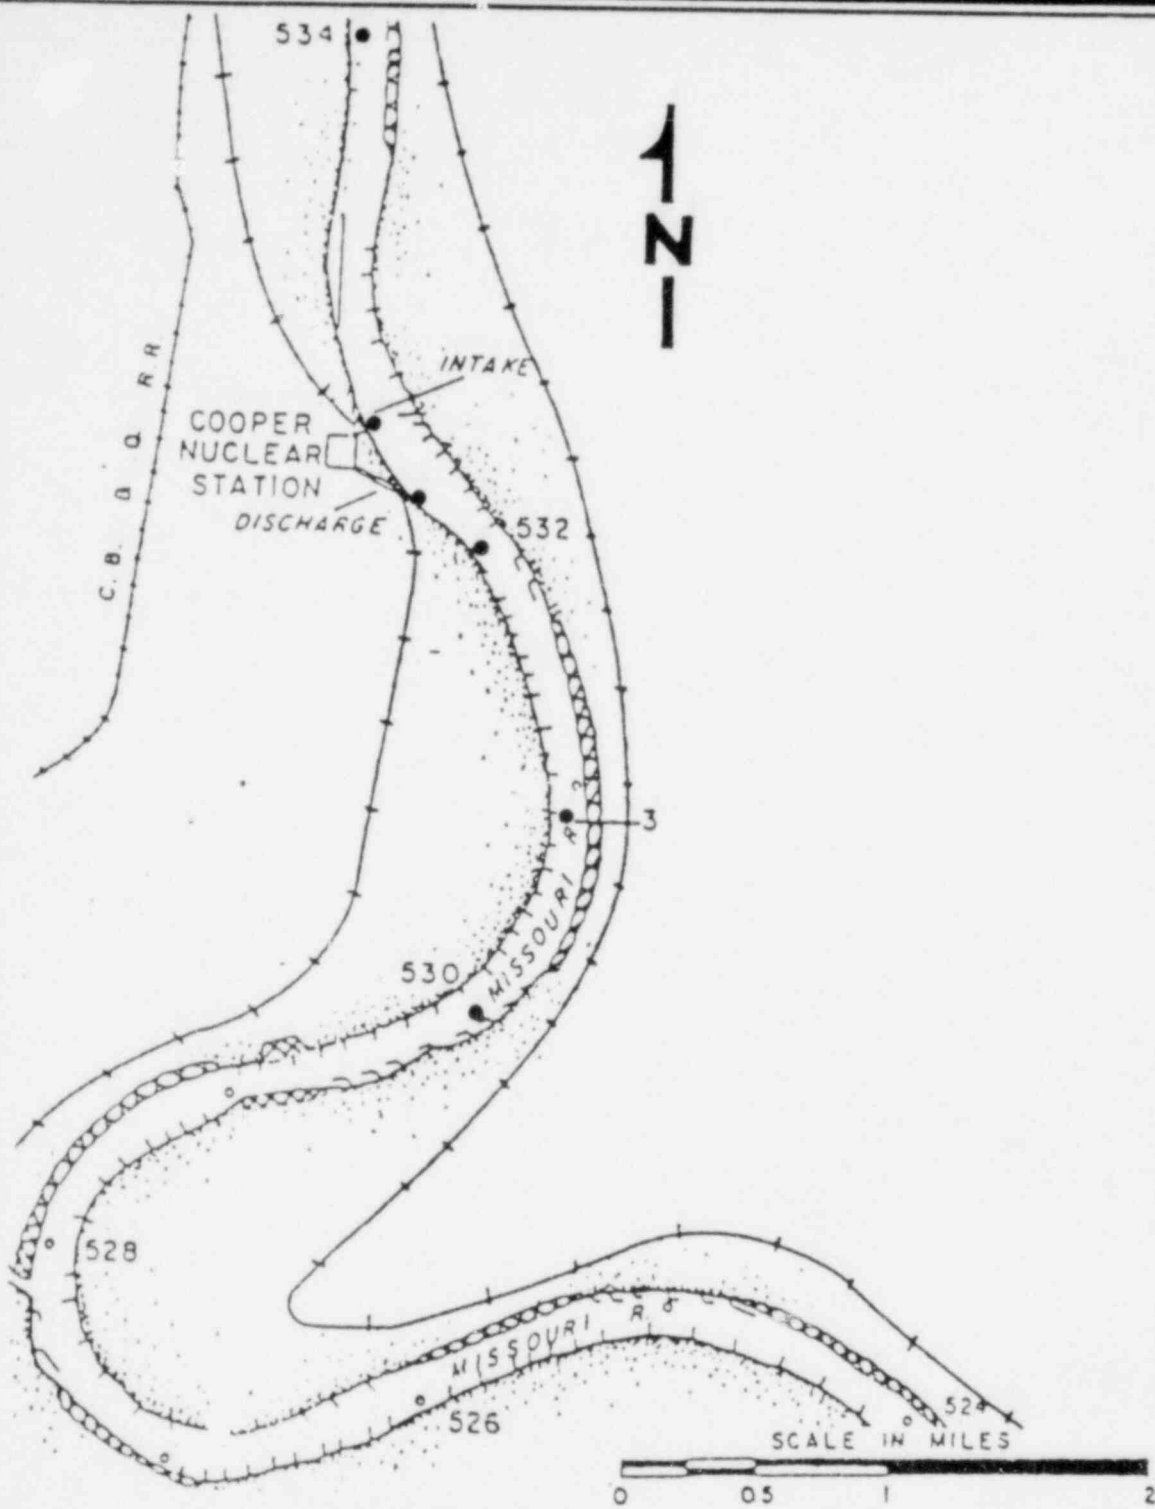 534
N
INTAKE
COOPER
NUCLEAR
STATION
DISCHARGE
C. B. & Q R R
532
3
MISSOURI R
530
528
MISSOURI R.
526
524
SCALE IN MILES
0 0.5 1 2